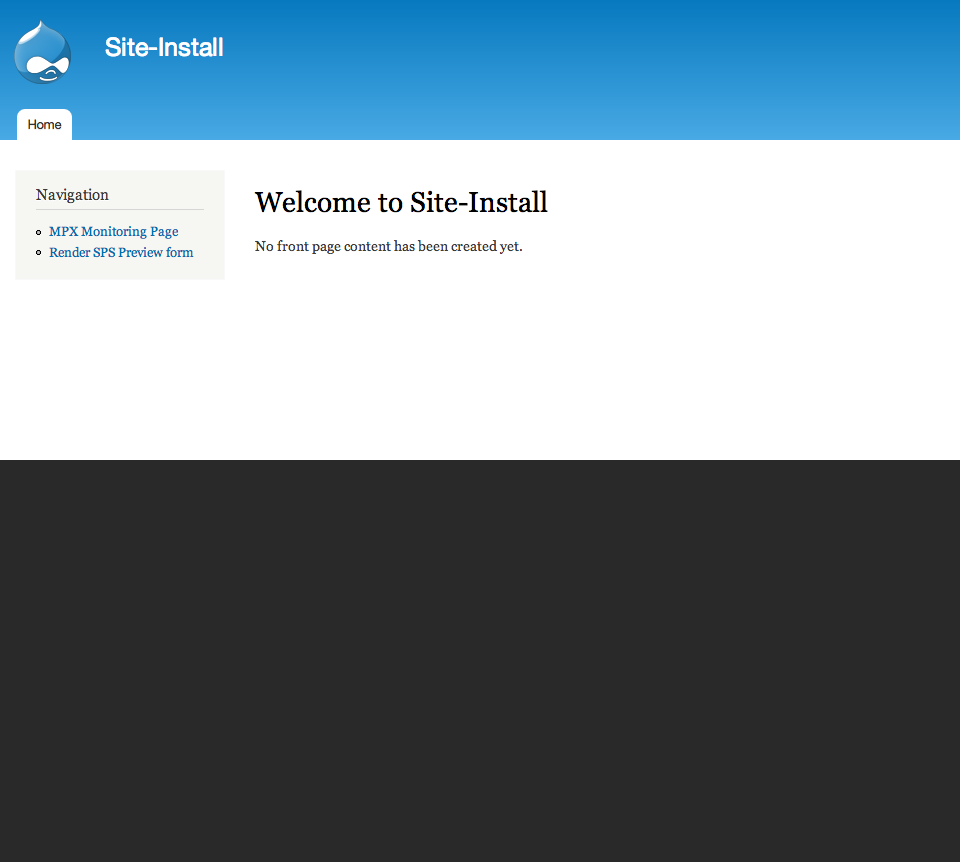 Site-Install
Home
Navigation
MPX Monitoring Page
Render SPS Preview form
Welcome to Site-Install
No front page content has been created yet.